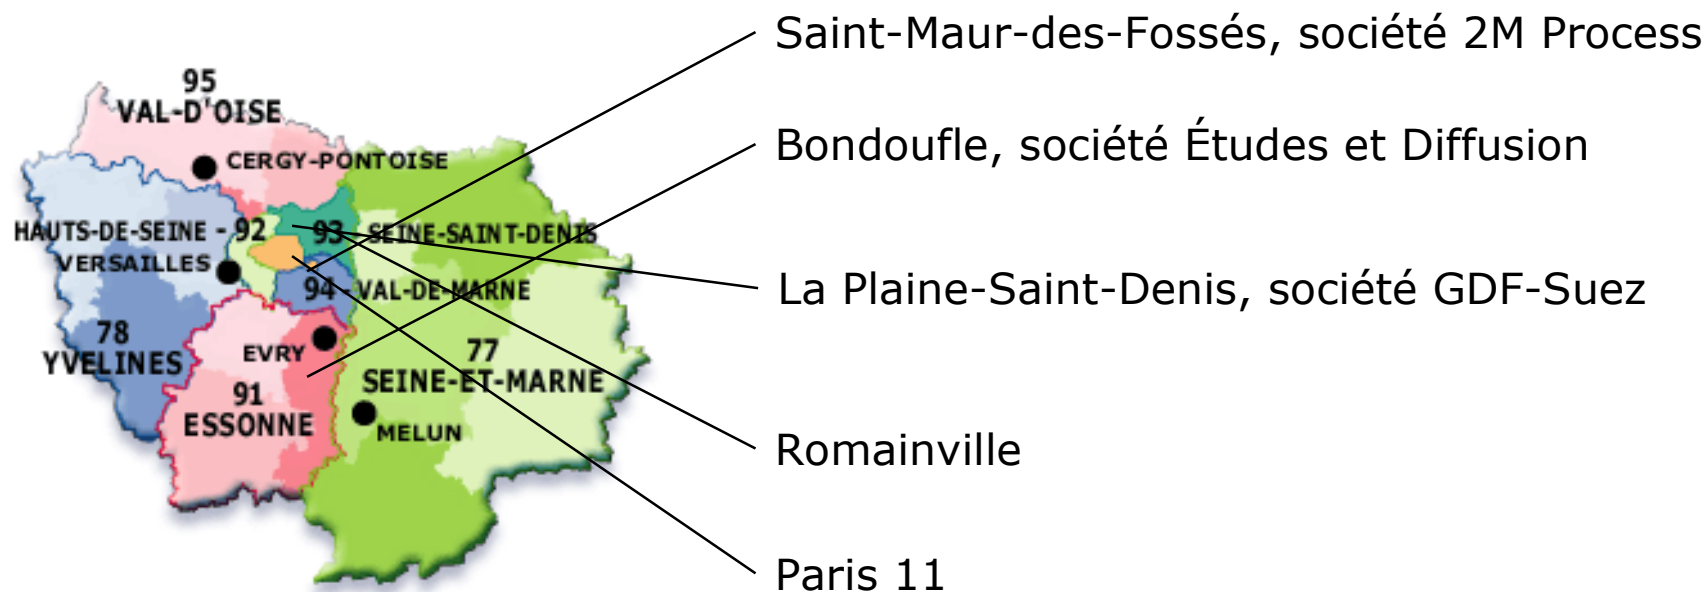 Saint-Maur-des-Fossés, société 2M Process
95
VAL-D'OISE
Bondoufle, société Études et Diffusion
CERGY-PONTOISE
HAUTS-DE-SEINE - 92
93 - SEINE-SAINT-DENIS
VERSAILLES
94 - VAL-DE-MARNE
La Plaine-Saint-Denis, société GDF-Suez
78
YVELINES
EVRY
77
SEINE-ET-MARNE
91
ESSONNE
MELUN
Romainville
Paris 11